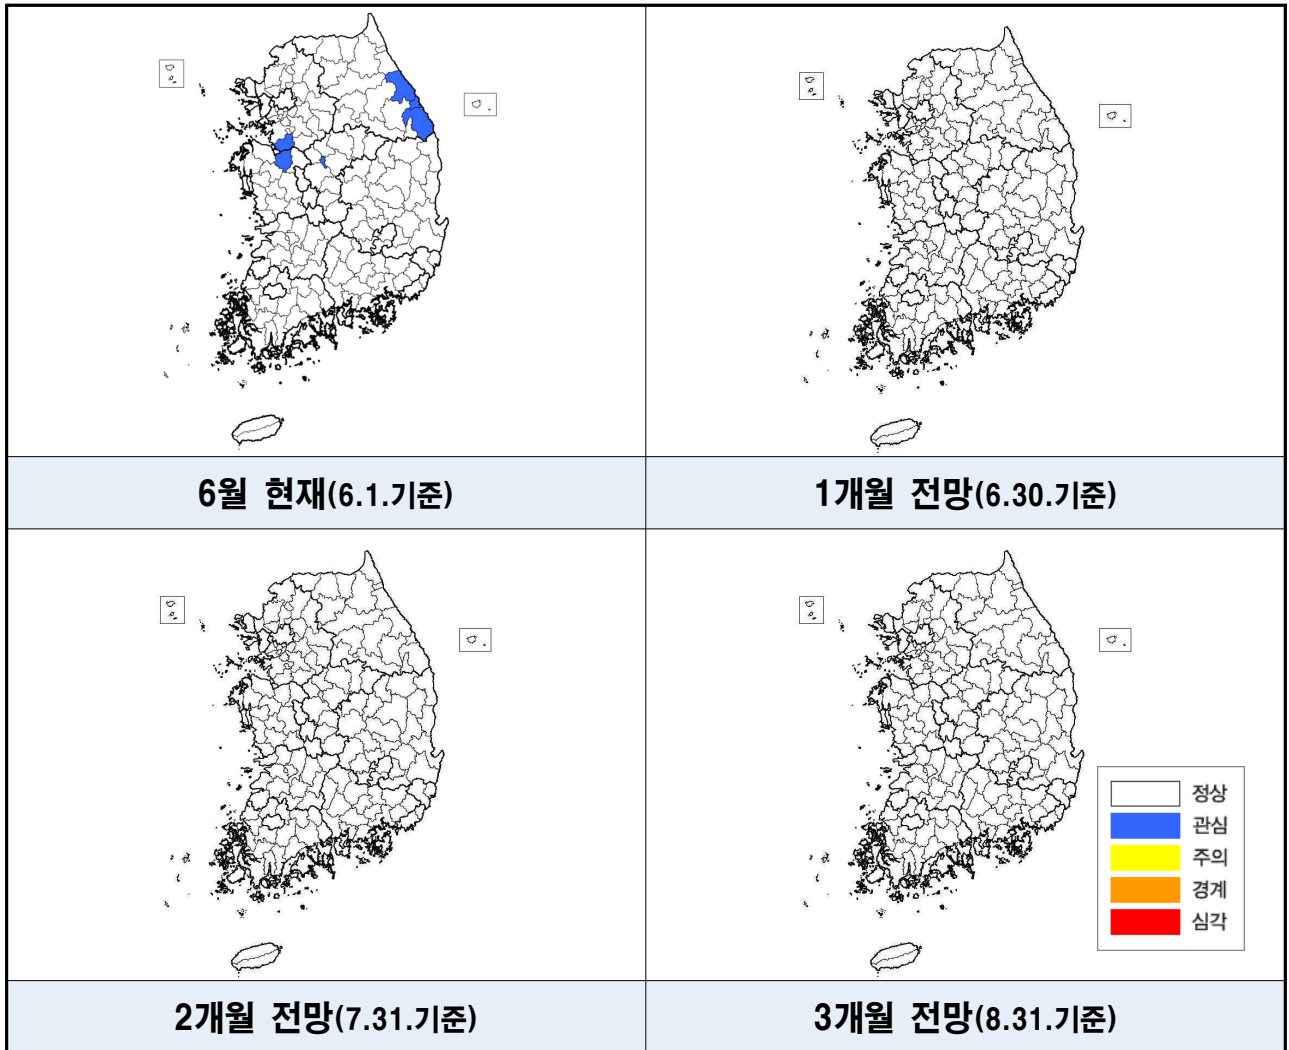 6월 현재(6.1.기준)
1개월 전망(6.30.기준)
정상
관심
주의
경계
심각
2개월 전망(7.31.기준)
3개월 전망(8.31.기준)